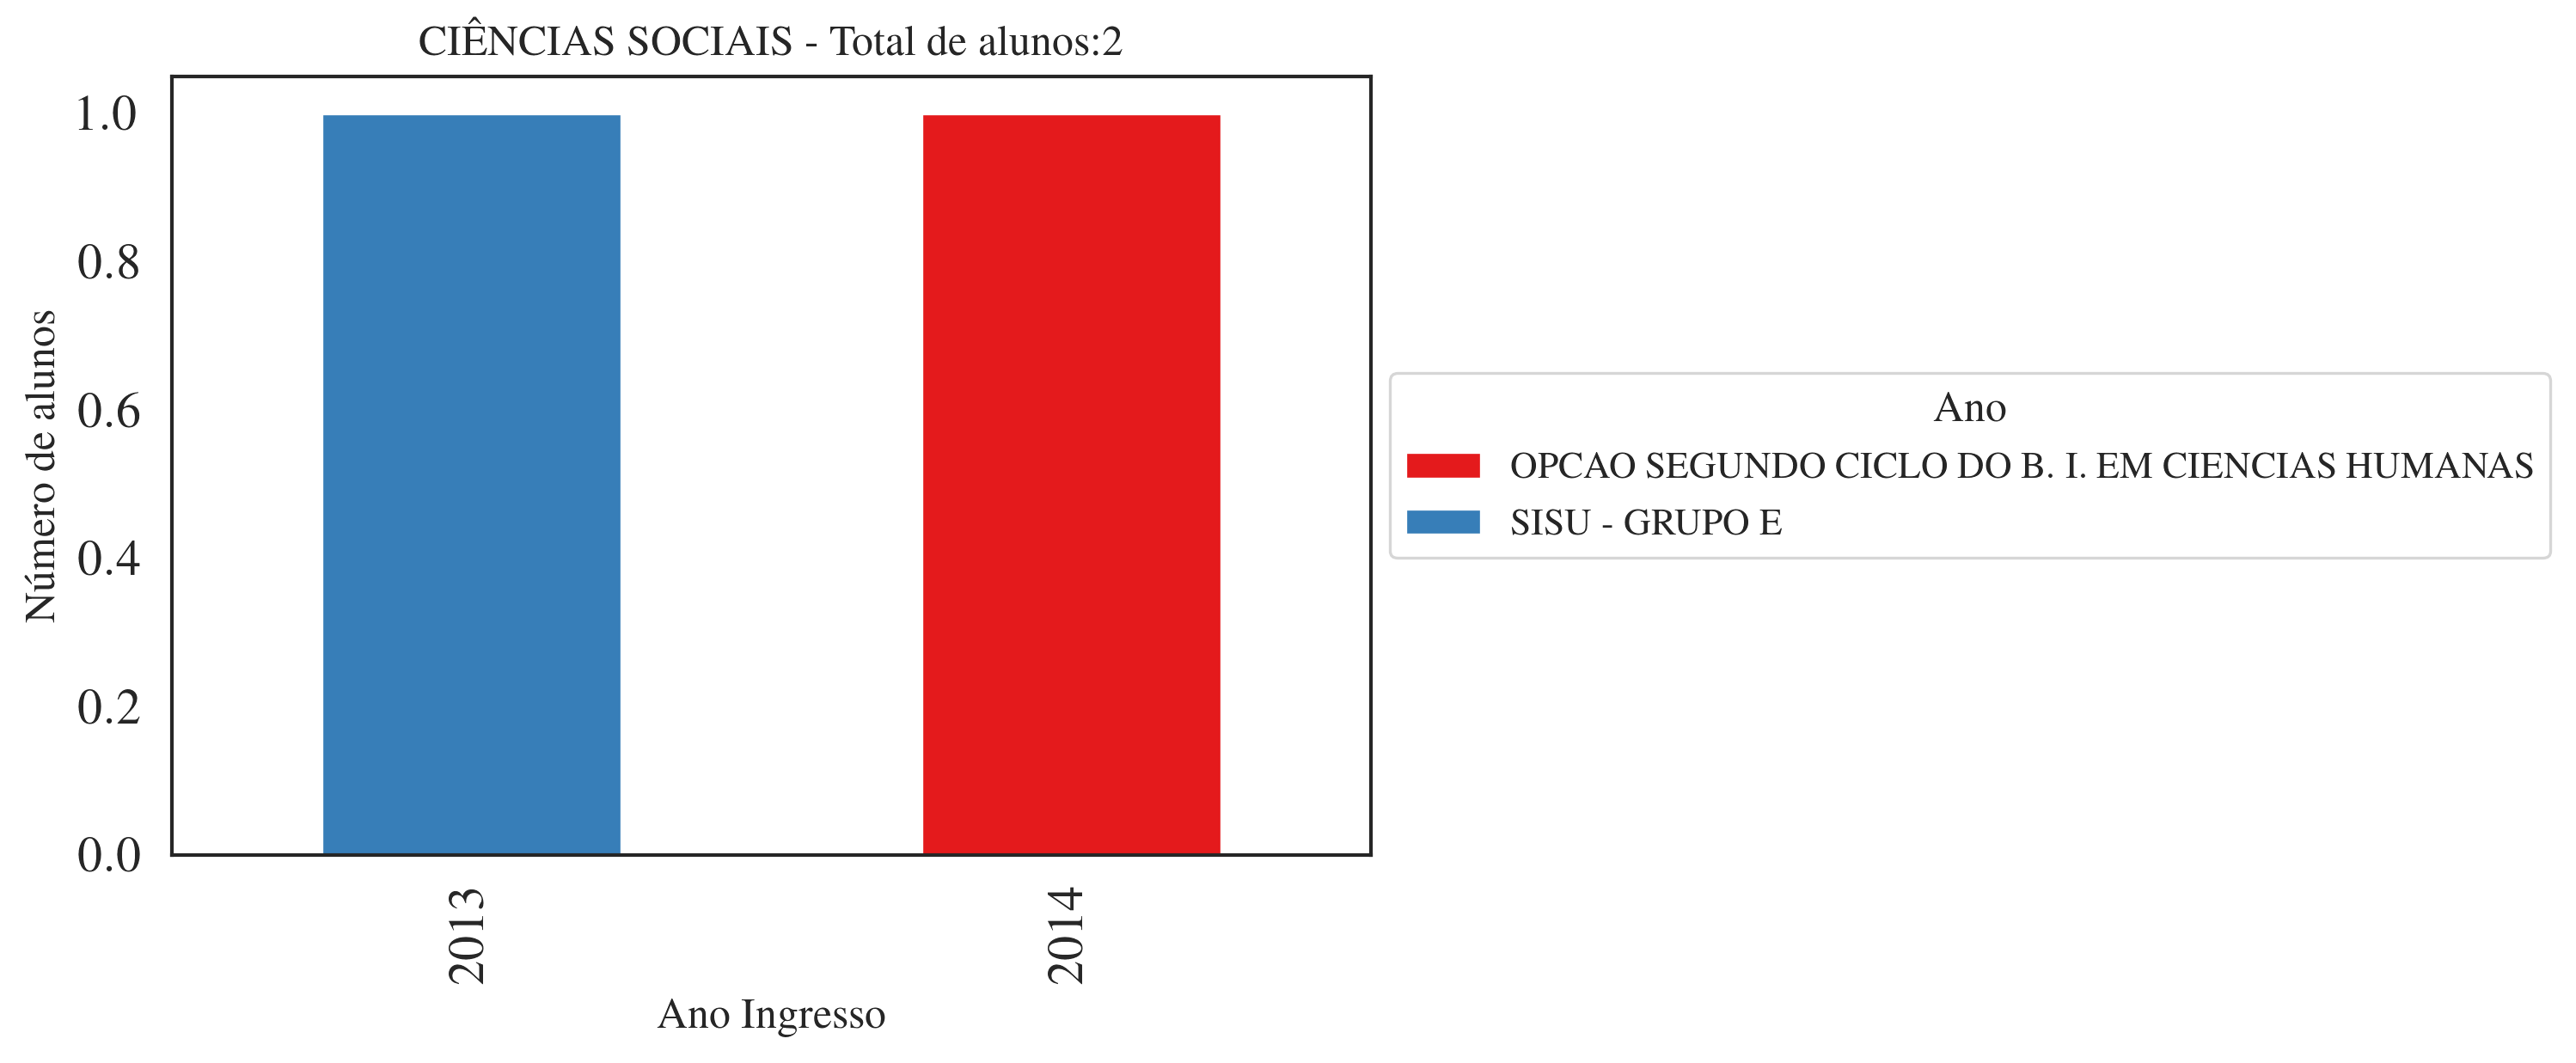 CIÊNCIAS SOCIAIS - Total de alunos:2
1.0
0.8
0.6
0.4
0.2
0.0
Número de alunos
2013
2014
Ano Ingresso
Ano
OPCAO SEGUNDO CICLO DO B. I. EM CIENCIAS HUMANAS
SISU - GRUPO E